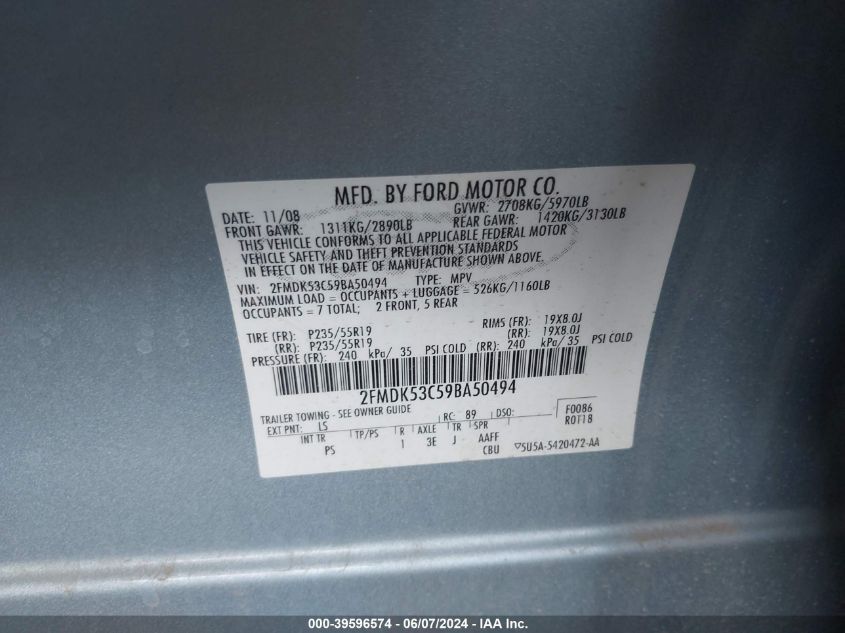 MFD. BY FORD MOTOR CO.
DATE: 11/08 GVWR: 2708KG/5970LB
FRONT GAWR: 1311KG/2890LB REAR GAWR: 1420KG/3130LB
THIS VEHICLE CONFORMS TO ALL APPLICABLE FEDERAL MOTOR
VEHICLE SAFETY AND THEFT PREVENTION STANDARDS
IN EFFECT ON THE DATE OF MANUFACTURE SHOWN ABOVE.
VIN: 2FMDK53C59BA50494 TYPE: MPV
MAXIMUM LOAD = OCCUPANTS + LUGGAGE = 526KG/1160LB
OCCUPANTS = 7 TOTAL; 2 FRONT, 5 REAR
TIRE (FR): P235/55R19 RIMS (FR): 19X8.0J
(RR): P235/55R19 (RR): 19X8.0J
PRESSURE (FR): 240 kPa/ 35 PSI COLD (RR): 240 kPa/ 35 PSI COLD
2FMDK53C59BA50494
TRAILER TOWING - SEE OWNER GUIDE
EXT PNT: LS RC: 89 DSO: F0086
INT TR TP/PS R AXLE TR SPR R0T18
PS 1 3E J AAFF
CBU ▽5U5A-5420472-AA
000-39596574 - 06/07/2024 - IAA Inc.